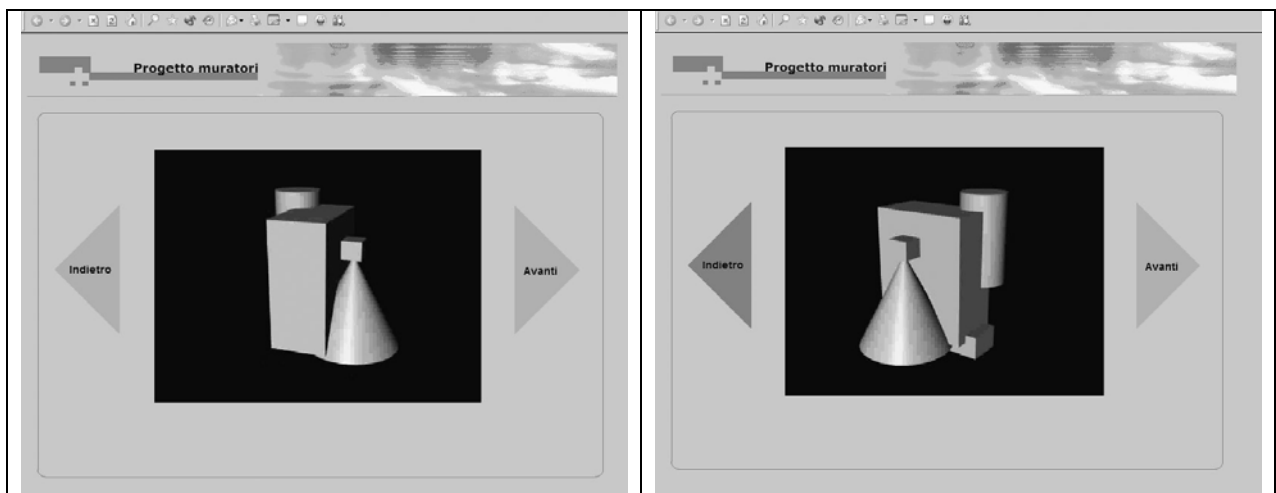 Progetto muratori
Indietro
Avanti
Progetto muratori
Indietro
Avanti